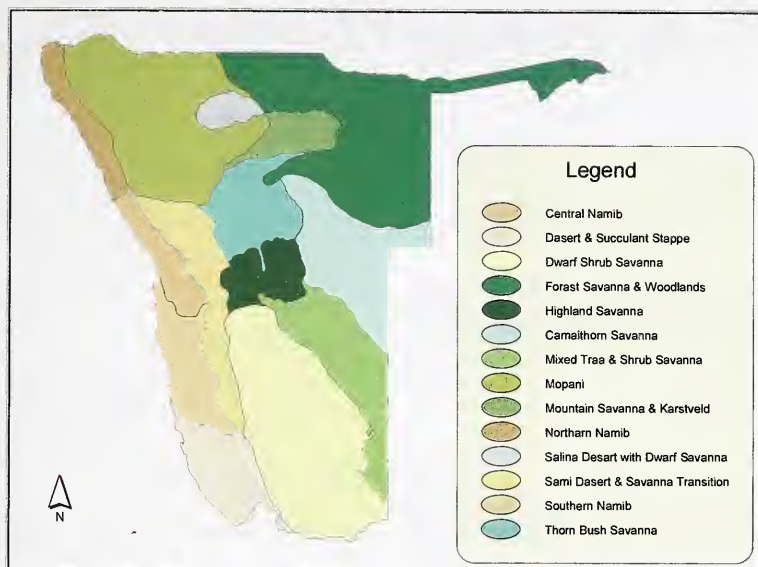 Legend
Central Namib
Dasert & Succulant Stappe
Dwarf Shrub Savanna
Forast Savanna & Woodlands
Highland Savanna
Camalthorn Savanna
Mixed Traa & Shrub Savanna
Mopani
Mountain Savanna & Karstveld
Northern Namib
Salina Desart with Dwarf Savanna
Sami Dasert & Savanna Transition
Southern Namib
Thorn Bush Savanna
N